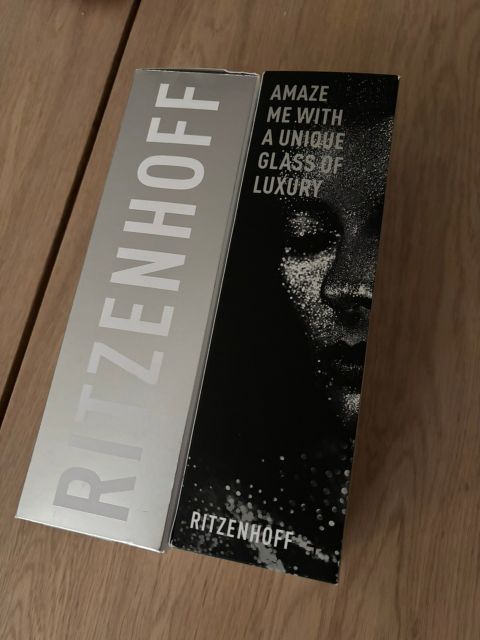 RITZENHOFF
AMAZE
ME WITH
A UNIQUE
GLASS OF
LUXURY
RITZENHOFF